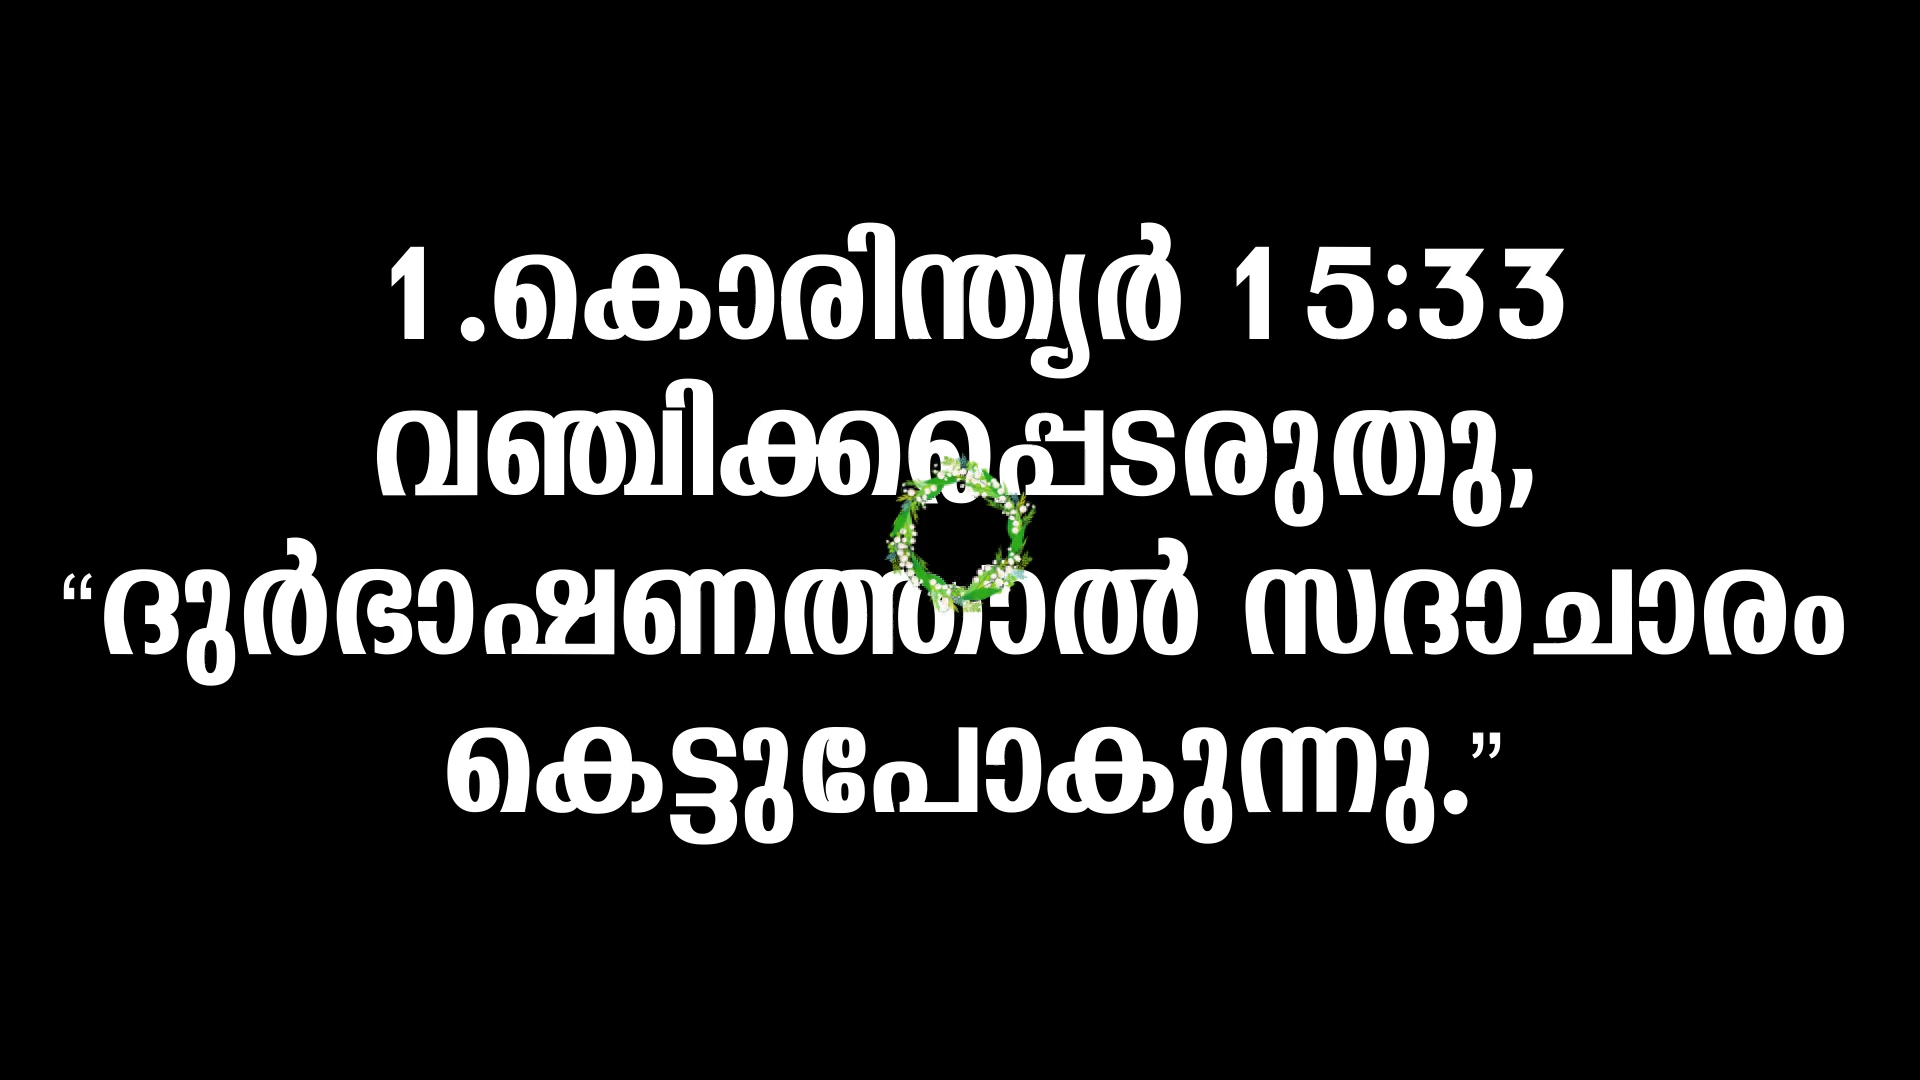 1.കൊരിന്ത്യർ 15:33
വഞ്ചിക്കപ്പെടരുതു,
“ദുർഭാഷണത്താൽ സദാചാരം
കെട്ടുപോകുന്നു.”